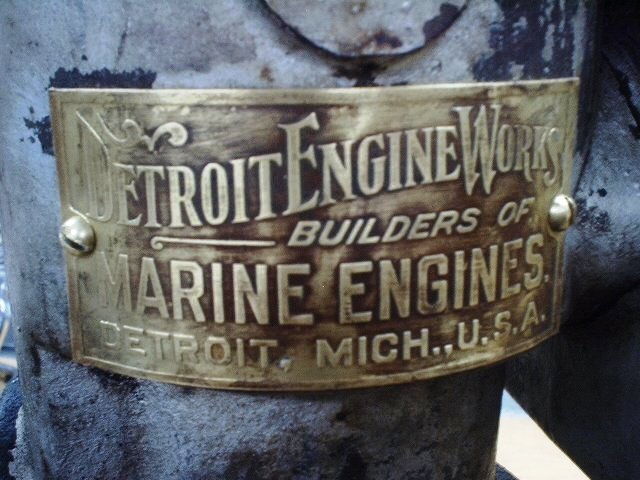 DETROIT ENGINE WORKS
BUILDERS OF
MARINE ENGINES.
DETROIT, MICH., U.S.A.